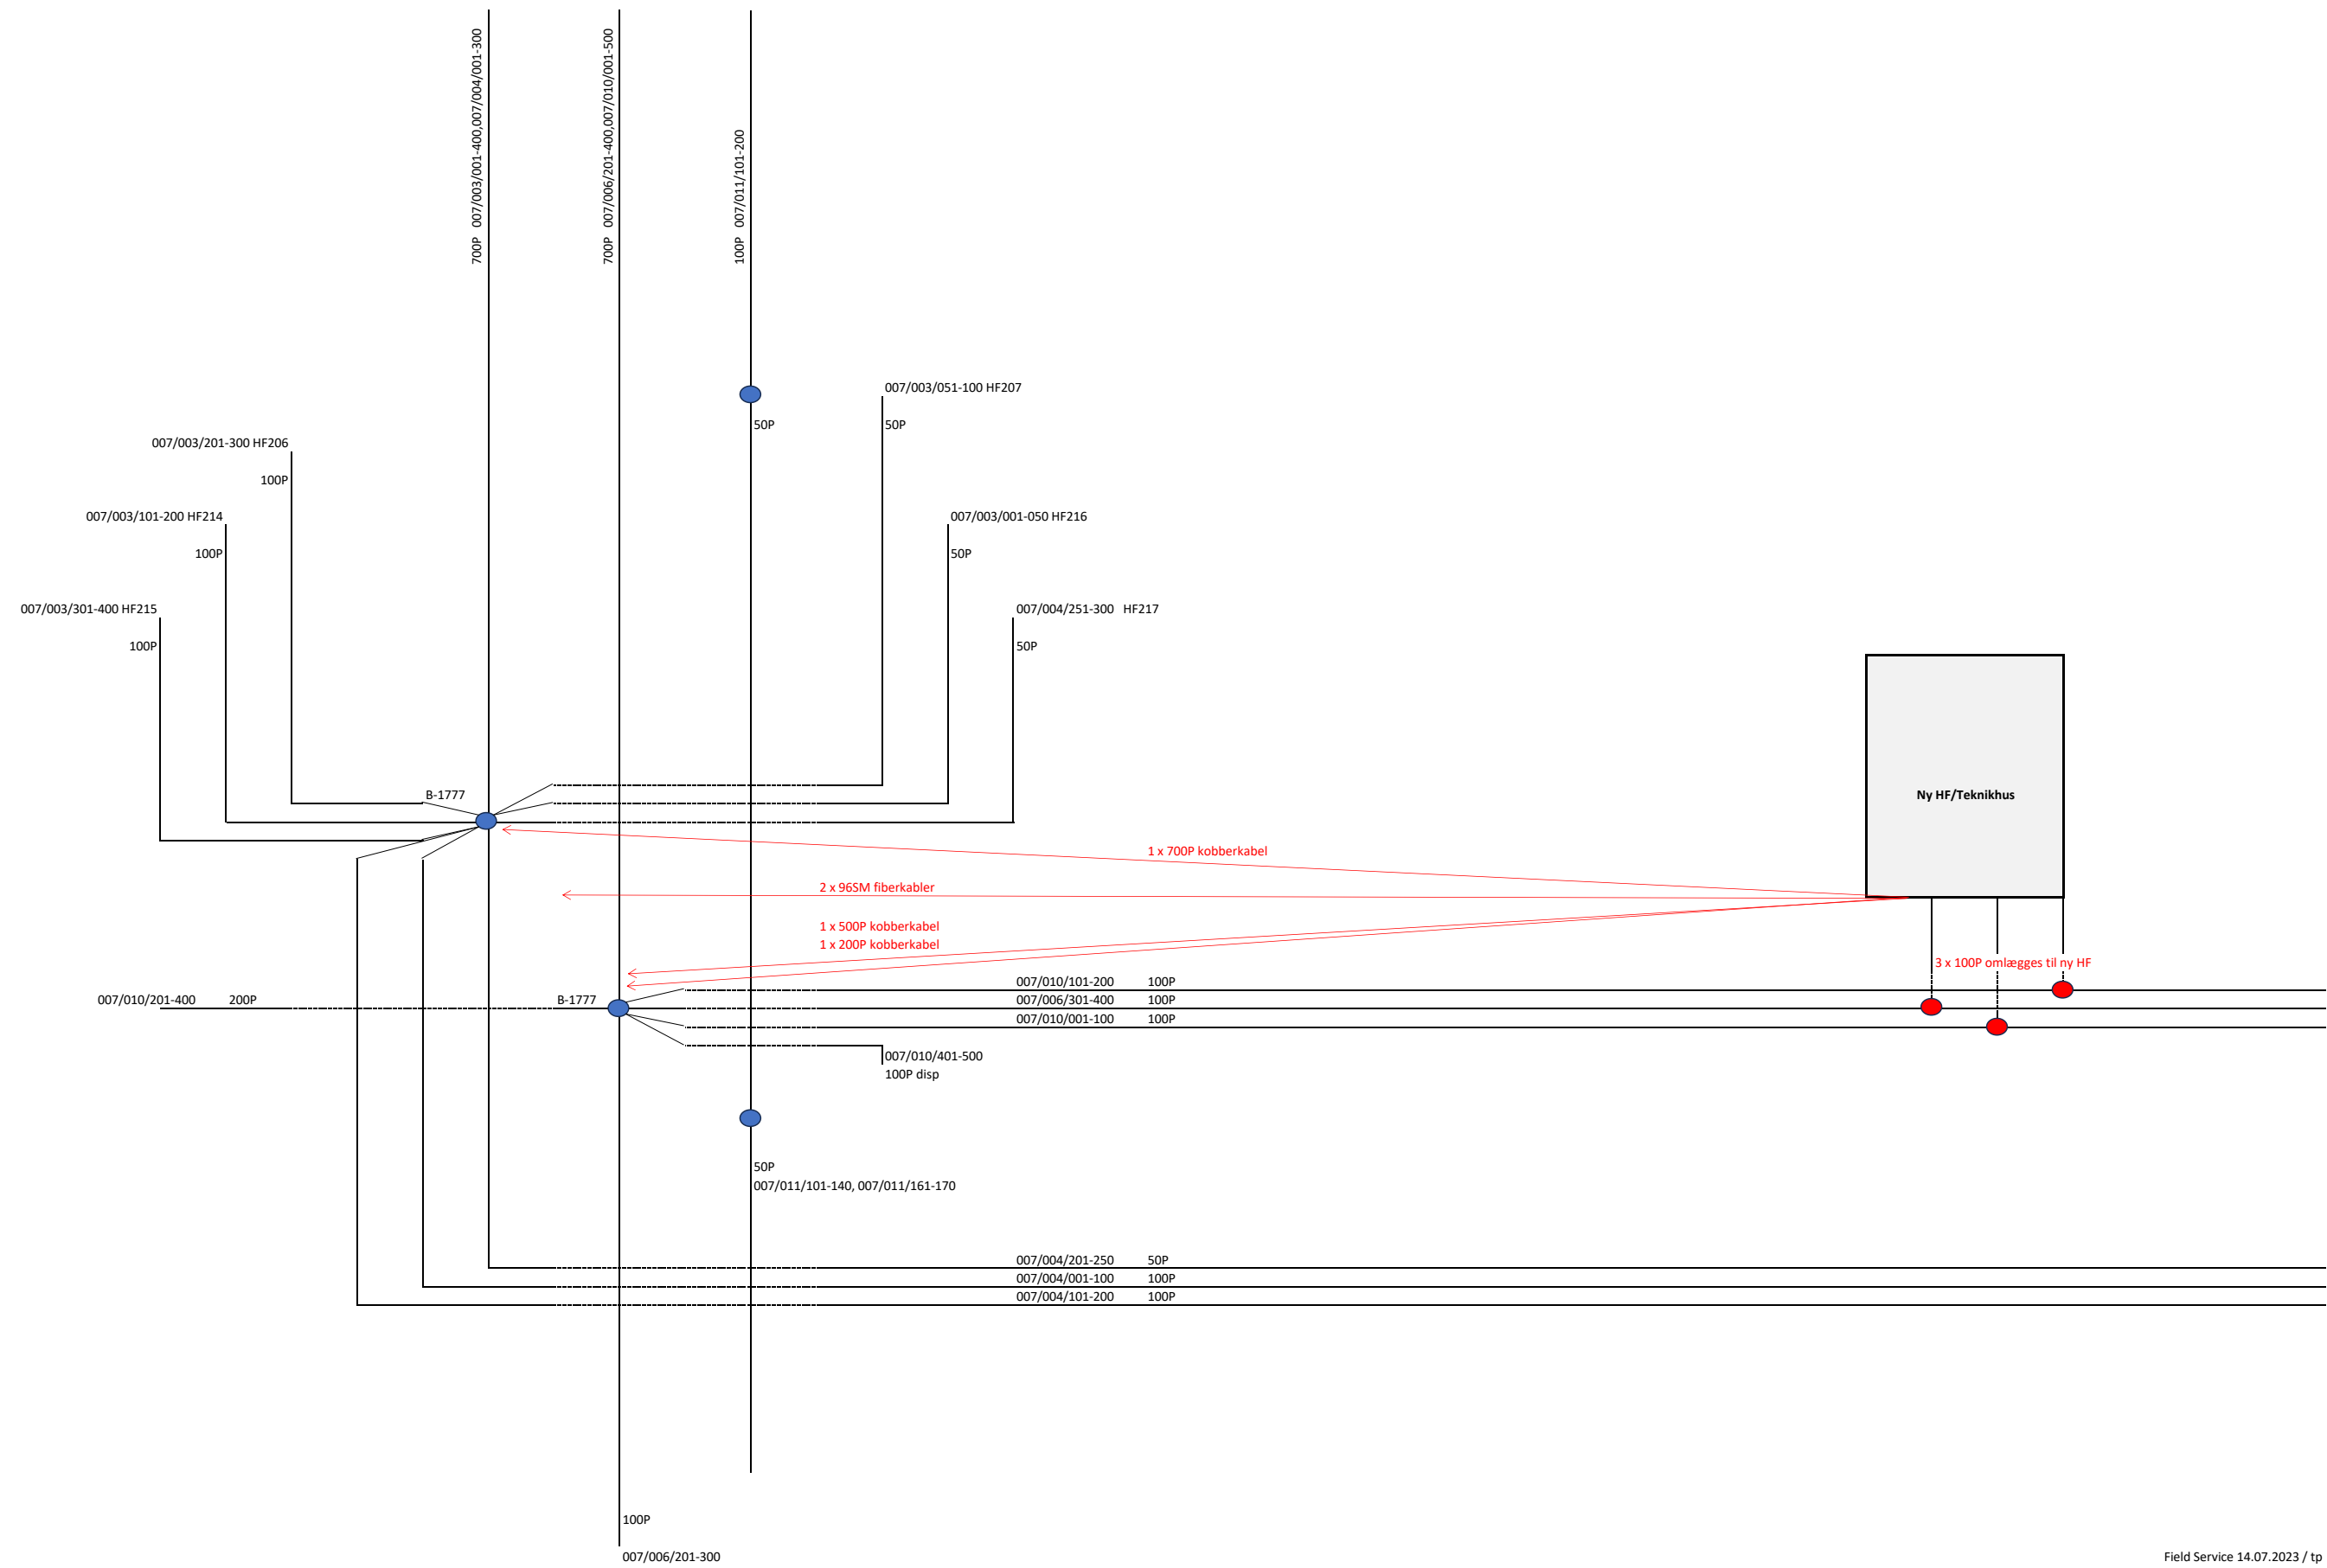 700P 007/003/001-400,007/004/001-300
700P 007/006/201-400,007/010/001-500
100P 007/011/101-200
007/003/051-100 HF207
50P
50P
007/003/201-300 HF206
100P
007/003/101-200 HF214
100P
007/003/001-050 HF216
50P
007/003/301-400 HF215
100P
007/004/251-300 HF217
50P
B-1777
Ny HF/Teknikhus
1 x 700P kobberkabel
2 x 96SM fiberkabler
1 x 500P kobberkabel
1 x 200P kobberkabel
3 x 100P omlægges til ny HF
007/010/101-200 100P
007/010/201-400 200P
B-1777
007/006/301-400 100P
007/010/001-100 100P
007/010/401-500
100P disp
50P
007/011/101-140, 007/011/161-170
007/004/201-250 50P
007/004/001-100 100P
007/004/101-200 100P
100P
007/006/201-300
Field Service 14.07.2023 / tp